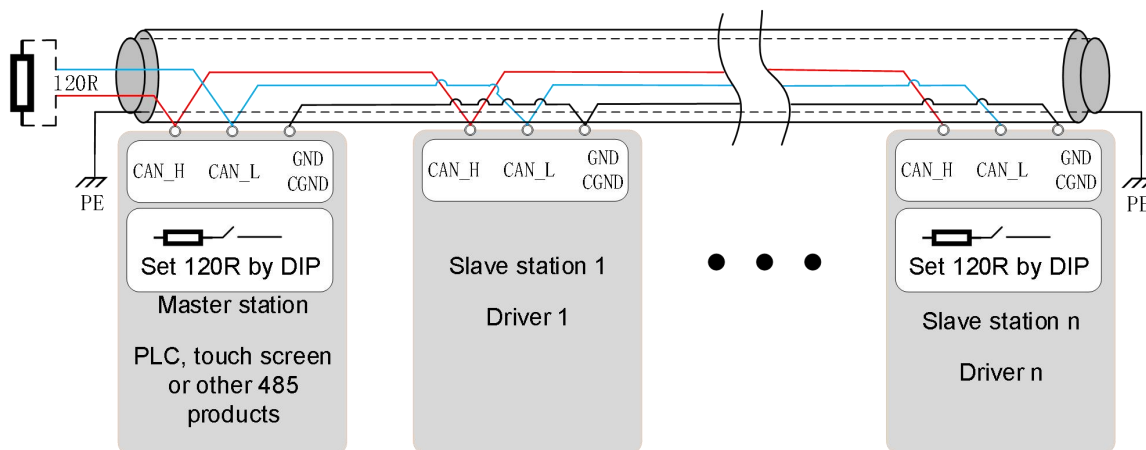 120R
PE
CAN_H
CAN_L
GND
CGND
Set 120R by DIP
Master station
PLC, touch screen
or other 485
products
CAN_H
CAN_L
GND
CGND
Slave station 1
Driver 1
CAN_H
CAN_L
GND
CGND
Set 120R by DIP
Slave station n
Driver n
PE